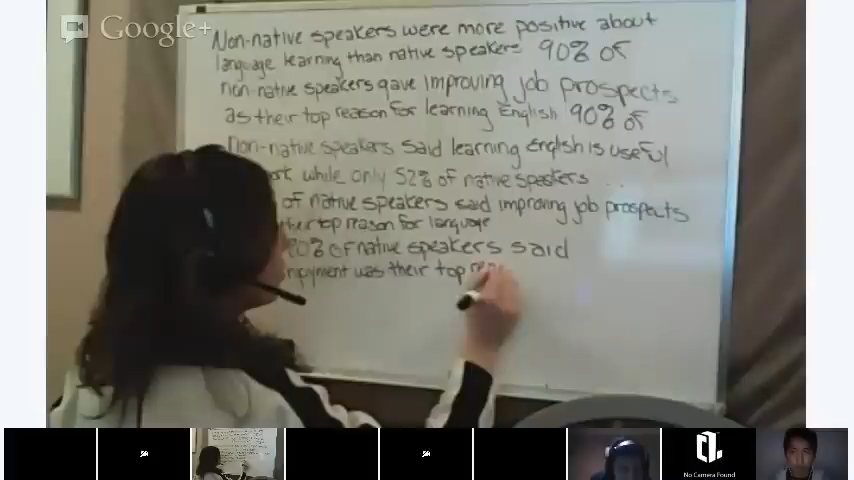 Google+
Non-native speakers were more positive about
language learning than native speakers 90% of
non-native speakers gave improving job prospects
as their top reason for learning English 90% of
non-native speakers said learning English is useful
while only 52% of native speakers ...
of native speakers said improving job prospects
top reason for language
of native speakers said
was their top
No Camera Found